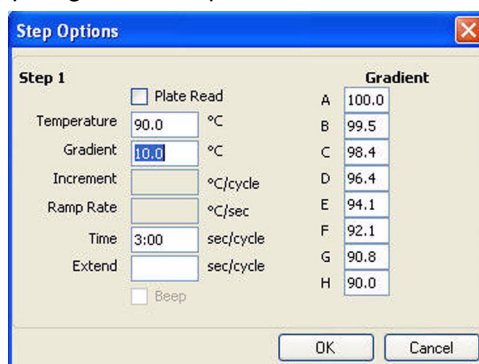 Step Options
Step 1
Plate Read
Temperature 90.0 °C
Gradient 10.0 °C
Increment °C/cycle
Ramp Rate °C/sec
Time 3:00 sec/cycle
Extend sec/cycle
Beep
Gradient
A 100.0
B 99.5
C 98.4
D 96.4
E 94.1
F 92.1
G 90.8
H 90.0
OK Cancel